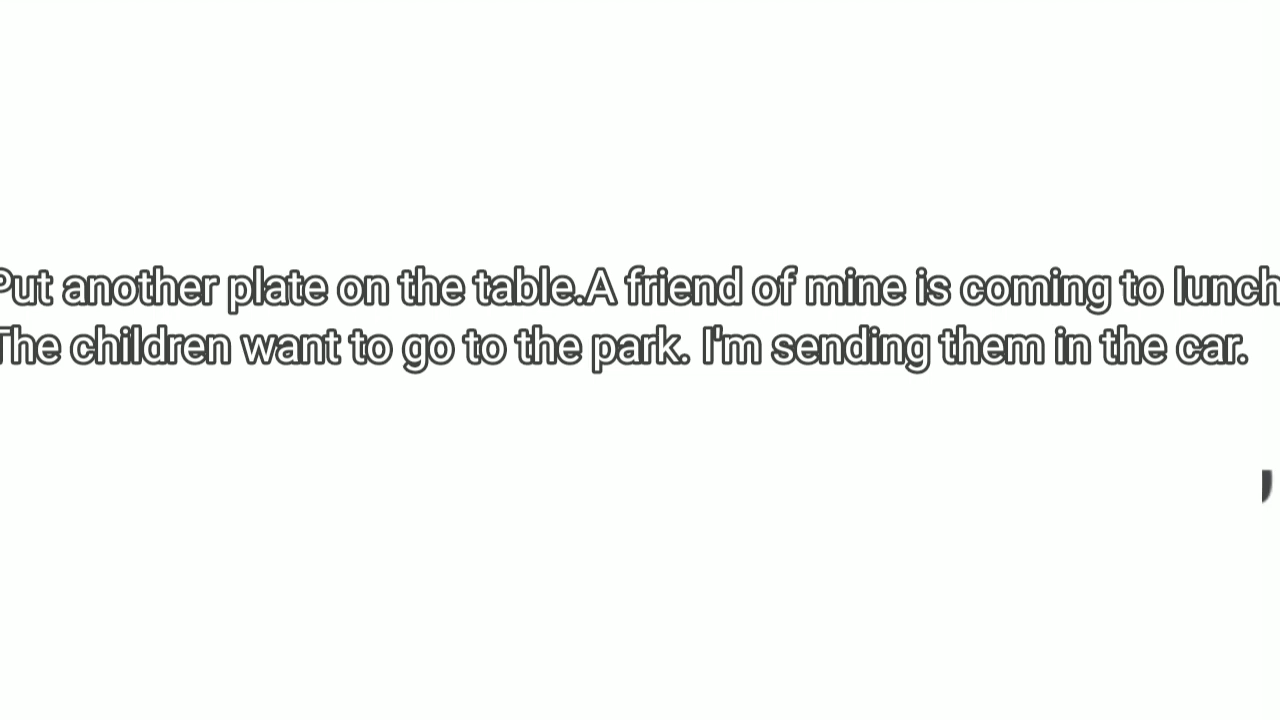 Put another plate on the table.A friend of mine is coming to lunch
The children want to go to the park. I'm sending them in the car.
,